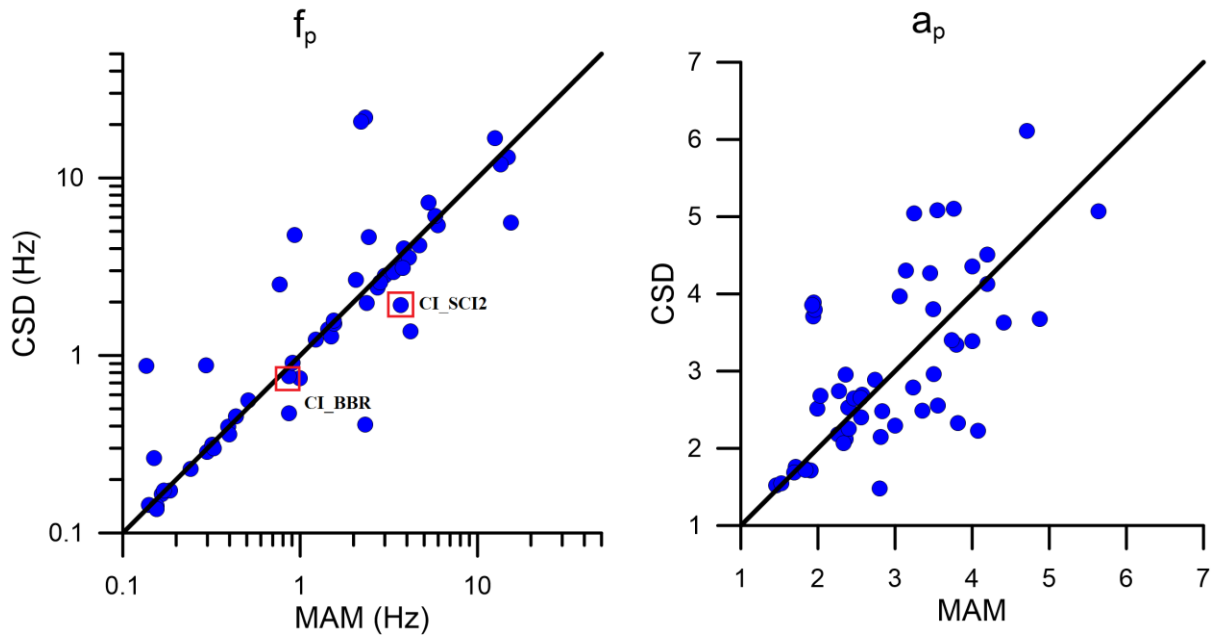 fp
CSD (Hz)
10
1
0.1
CI_SCI2
CI_BBR
0.1 1 10
MAM (Hz)
ap
CSD
7
6
5
4
3
2
1
1 2 3 4 5 6 7
MAM